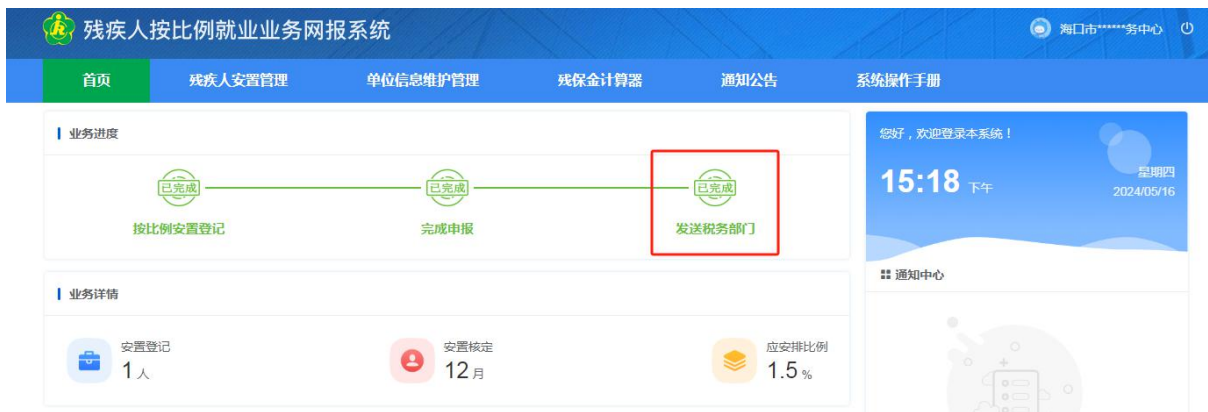 残疾人按比例就业业务网报系统
海口市******务中心
首页 残疾人安置管理 单位信息维护管理 残保金计算器 通知公告 系统操作手册
业务进度
已完成 已完成 已完成
按比例安置登记 完成申报 发送税务部门
您好，欢迎登录本系统！
15:18 下午
星期四
2024/05/16
通知中心
业务详情
安置登记
1 人
安置核定
12 月
应安排比例
1.5 %